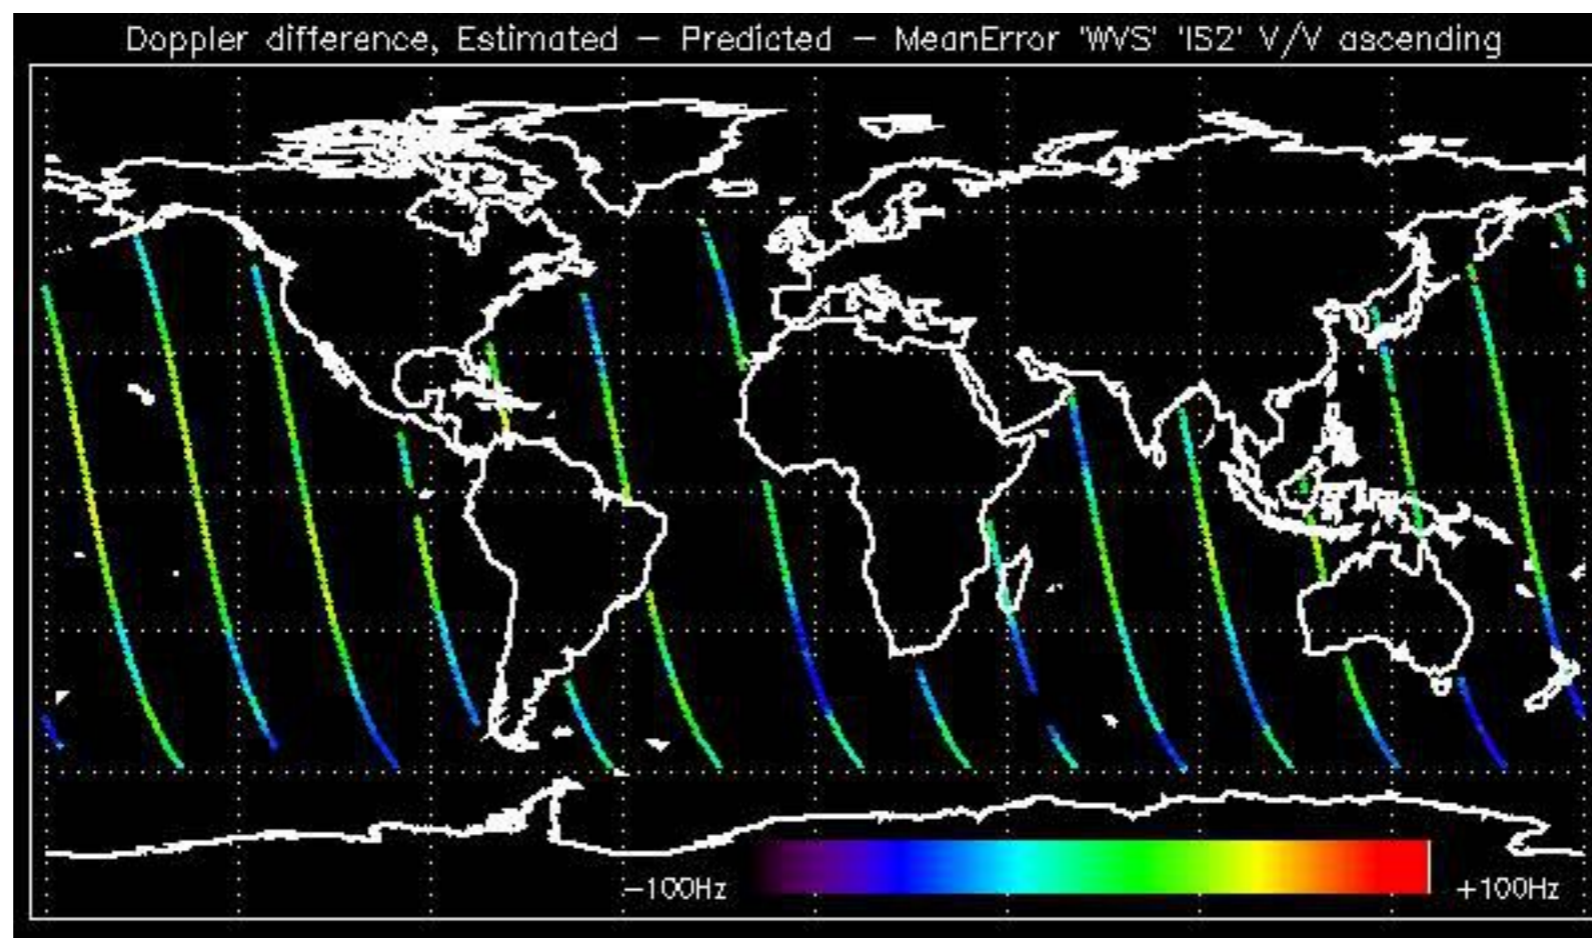 Doppler difference, Estimated – Predicted – MeanError 'WVS' 'IS2' V/V ascending
–100Hz
+100Hz